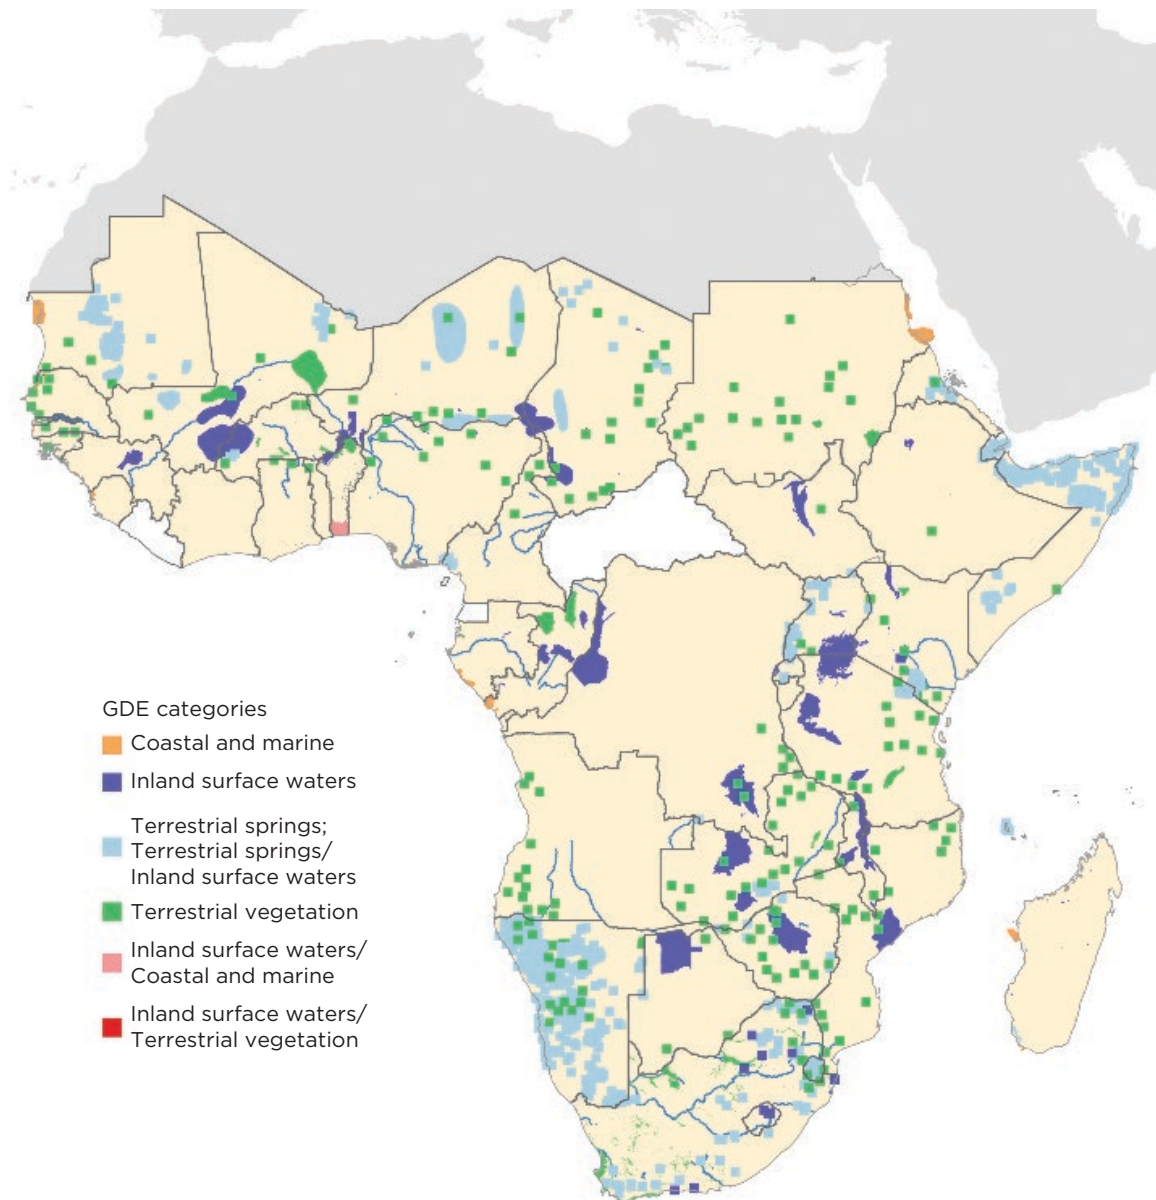 GDE categories
Coastal and marine
Inland surface waters
Terrestrial springs;
Terrestrial springs/
Inland surface waters
Terrestrial vegetation
Inland surface waters/
Coastal and marine
Inland surface waters/
Terrestrial vegetation